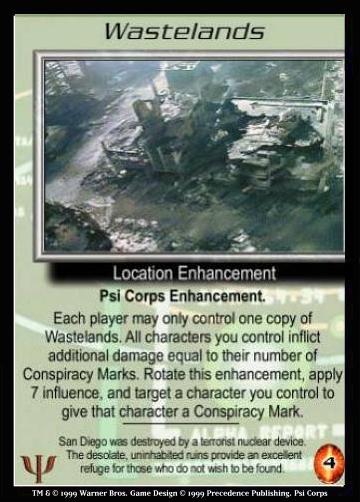 Wastelands
Location Enhancement
Psi Corps Enhancement.
Each player may only control one copy of
Wastelands. All characters you control inflict
additional damage equal to their number of
Conspiracy Marks. Rotate this enhancement, apply
7 influence, and target a character you control to
give that character a Conspiracy Mark.
San Diego was destroyed by a terrorist nuclear device.
The desolate, uninhabited ruins provide an excellent
refuge for those who do not wish to be found.
4
TM & © 1999 Warner Bros. Game Design © 1999 Precedence Publishing. Psi Corps